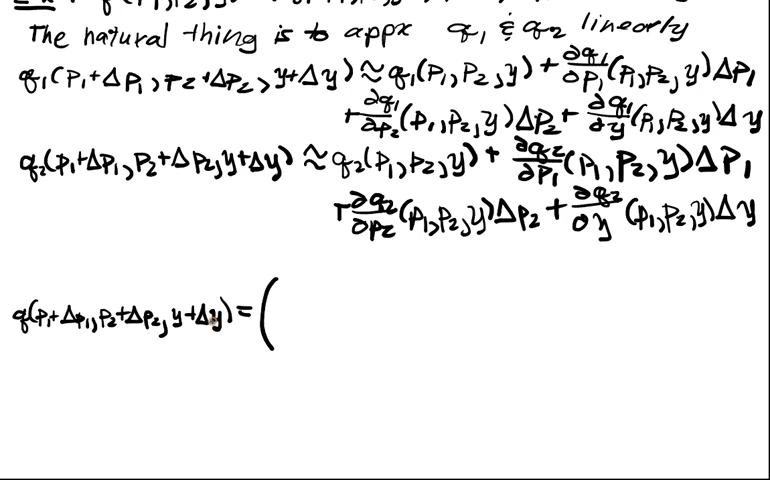 The natural thing is to appx q₁ & q₂ linearly
q₁(p₁+Δp₁, p₂+Δp₂, y+Δy) ≈ q₁(p₁,p₂,y) + ∂q₁/∂p₁(p₁,p₂,y)Δp₁
+ ∂q₁/∂p₂(p₁,p₂,y)Δp₂ + ∂q₁/∂y(p₁,p₂,y)Δy
q₂(p₁+Δp₁, p₂+Δp₂, y+Δy) ≈ q₂(p₁,p₂,y) + ∂q₂/∂p₁(p₁,p₂,y)Δp₁
+ ∂q₂/∂p₂(p₁,p₂,y)Δp₂ + ∂q₂/∂y(p₁,p₂,y)Δy
q(p₁+Δp₁, p₂+Δp₂, y+Δy) = (